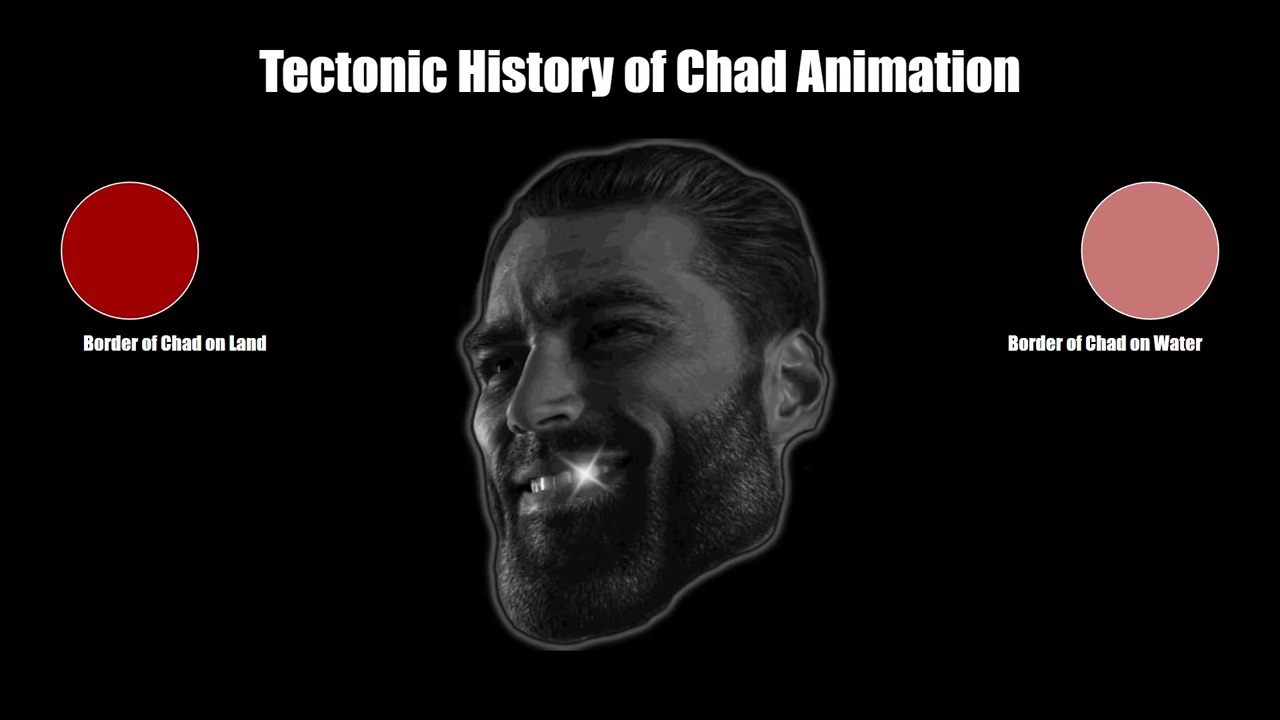 Tectonic History of Chad Animation
Border of Chad on Land
Border of Chad on Water